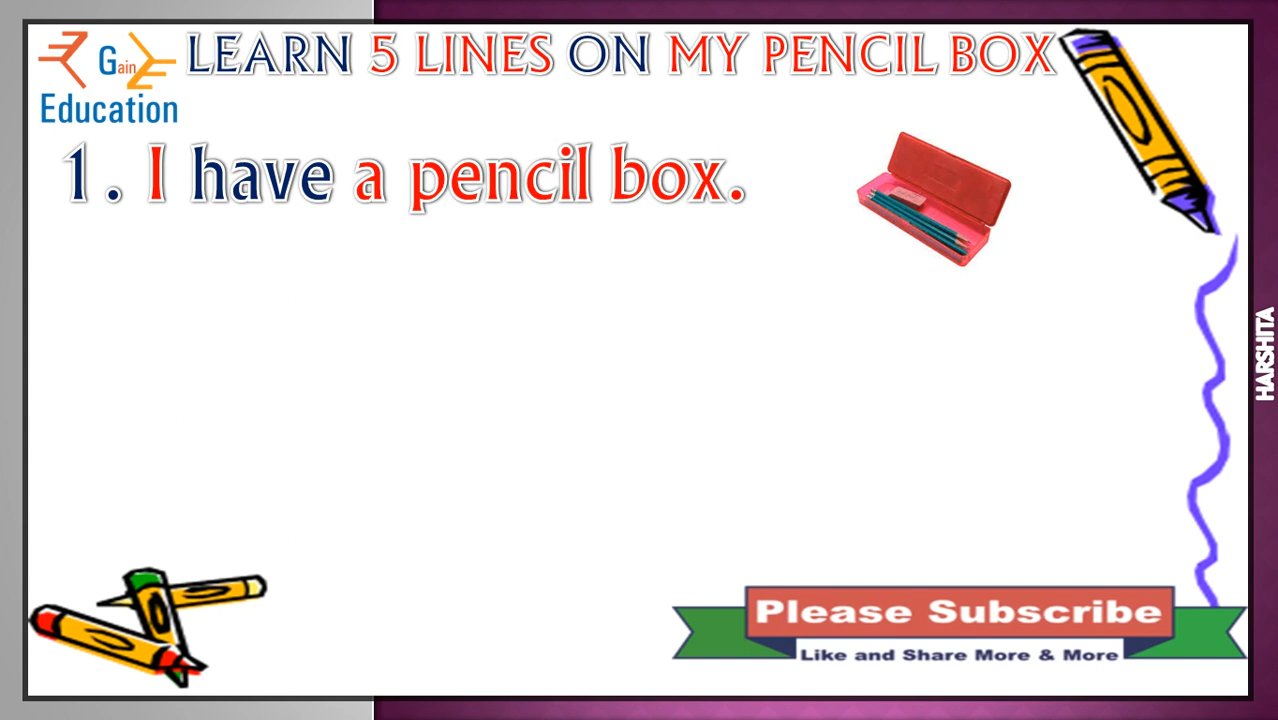 LEARN 5 LINES ON MY PENCIL BOX
Gain
Education
1. I have a pencil box.
HARSHITA
Please Subscribe
Like and Share More & More